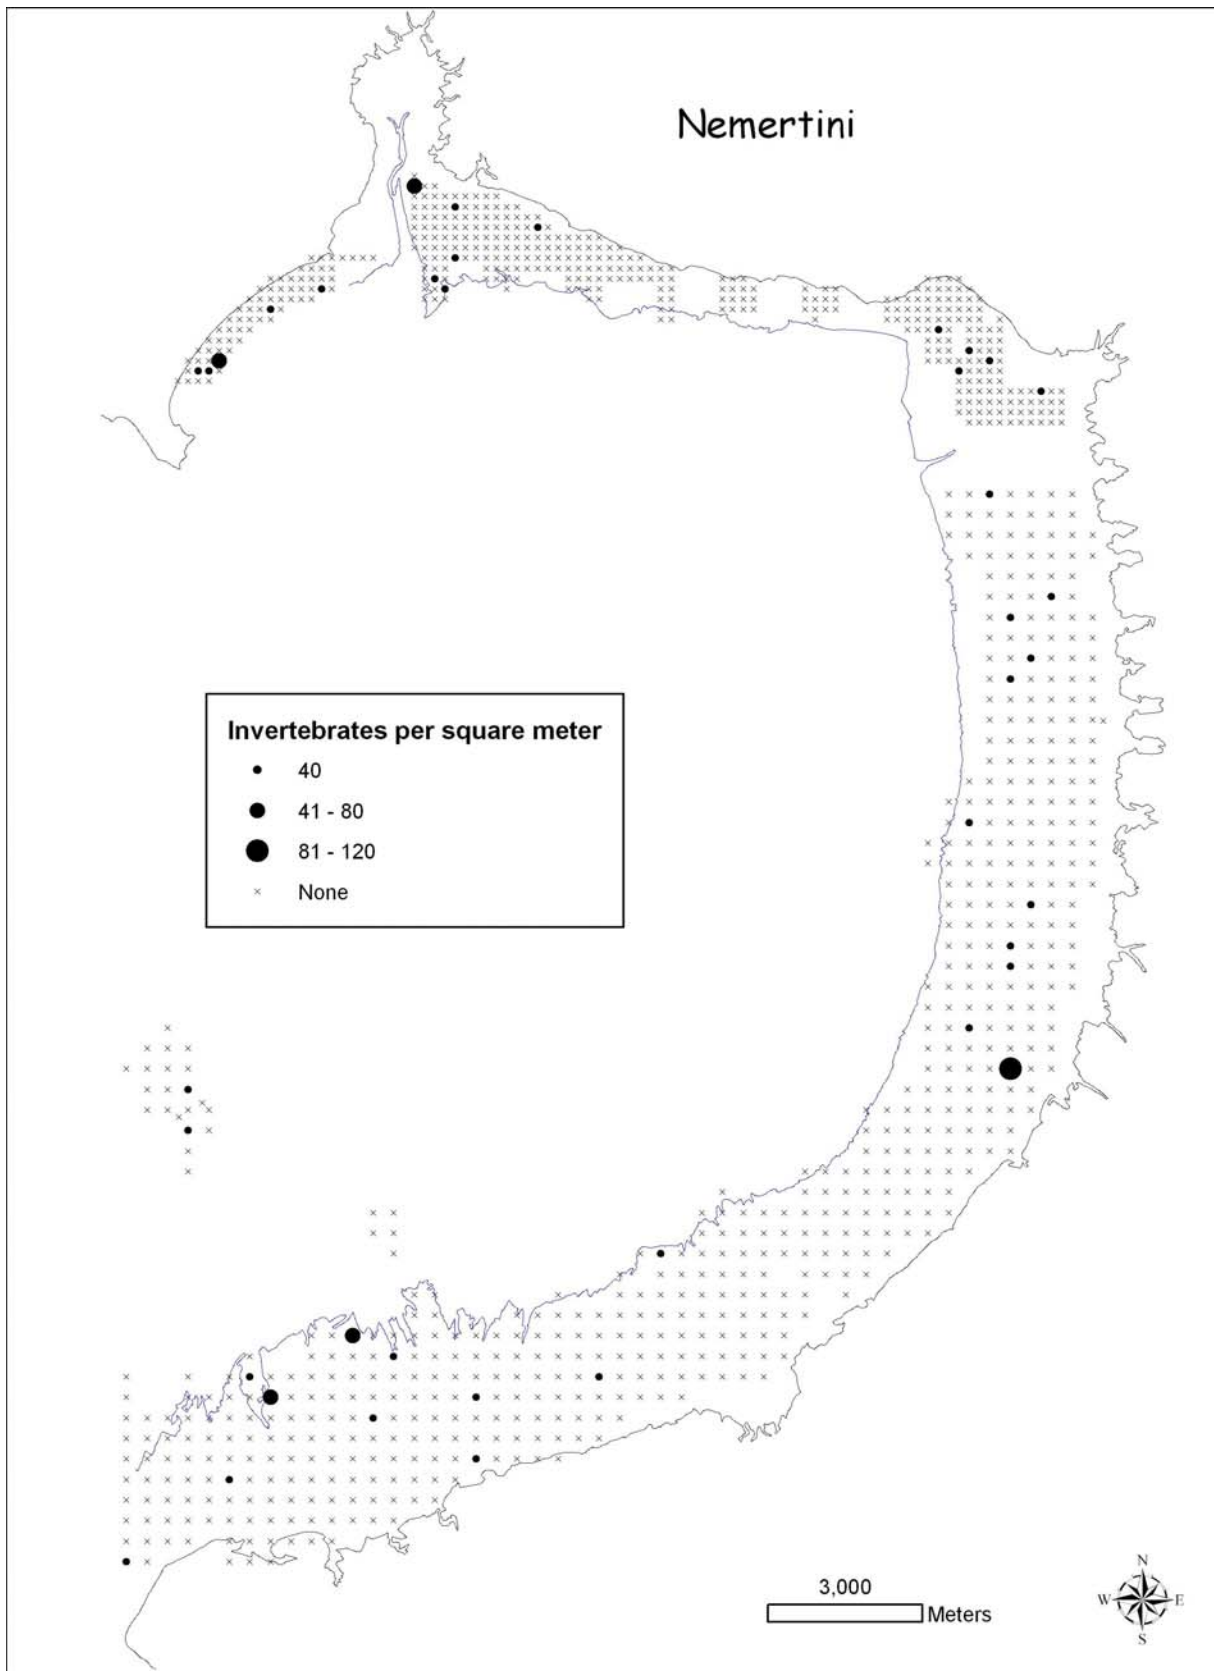 Nemertini
Invertebrates per square meter
40
41 - 80
81 - 120
None
3,000
Meters
N
W E
S